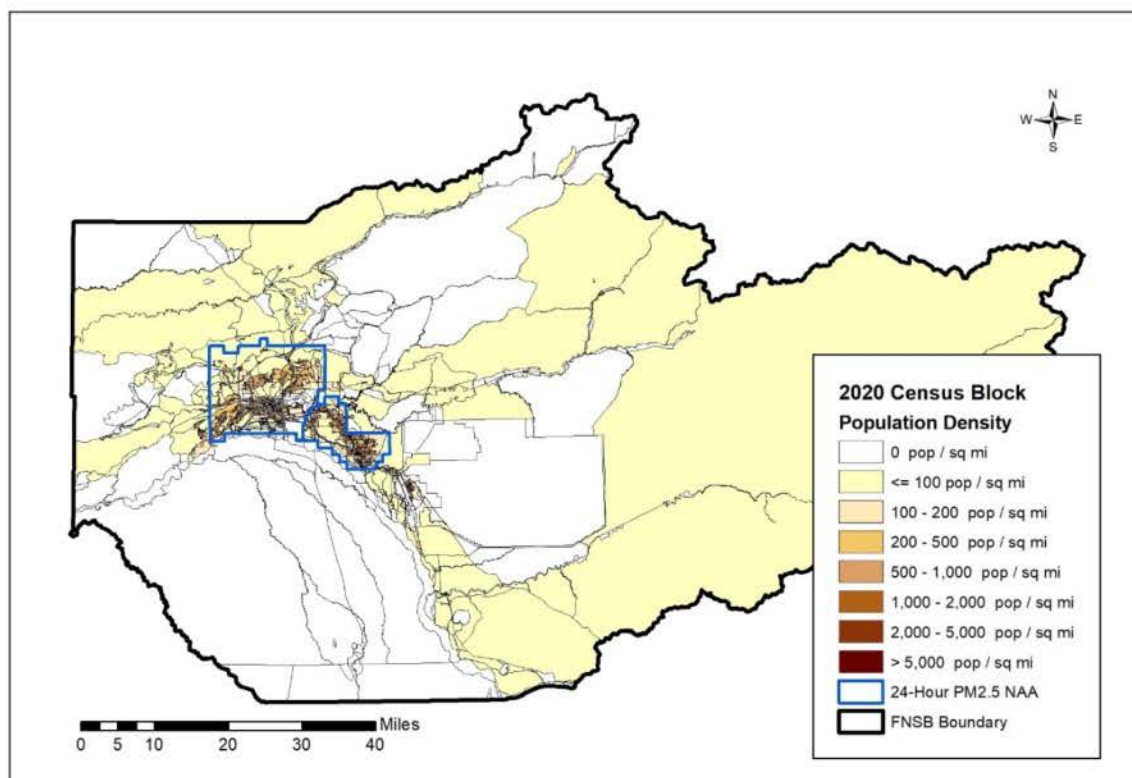 N
W E
S
2020 Census Block
Population Density
0 pop / sq mi
<= 100 pop / sq mi
100 - 200 pop / sq mi
200 - 500 pop / sq mi
500 - 1,000 pop / sq mi
1,000 - 2,000 pop / sq mi
2,000 - 5,000 pop / sq mi
> 5,000 pop / sq mi
24-Hour PM2.5 NAA
FNSB Boundary
Miles
0 5 10 20 30 40